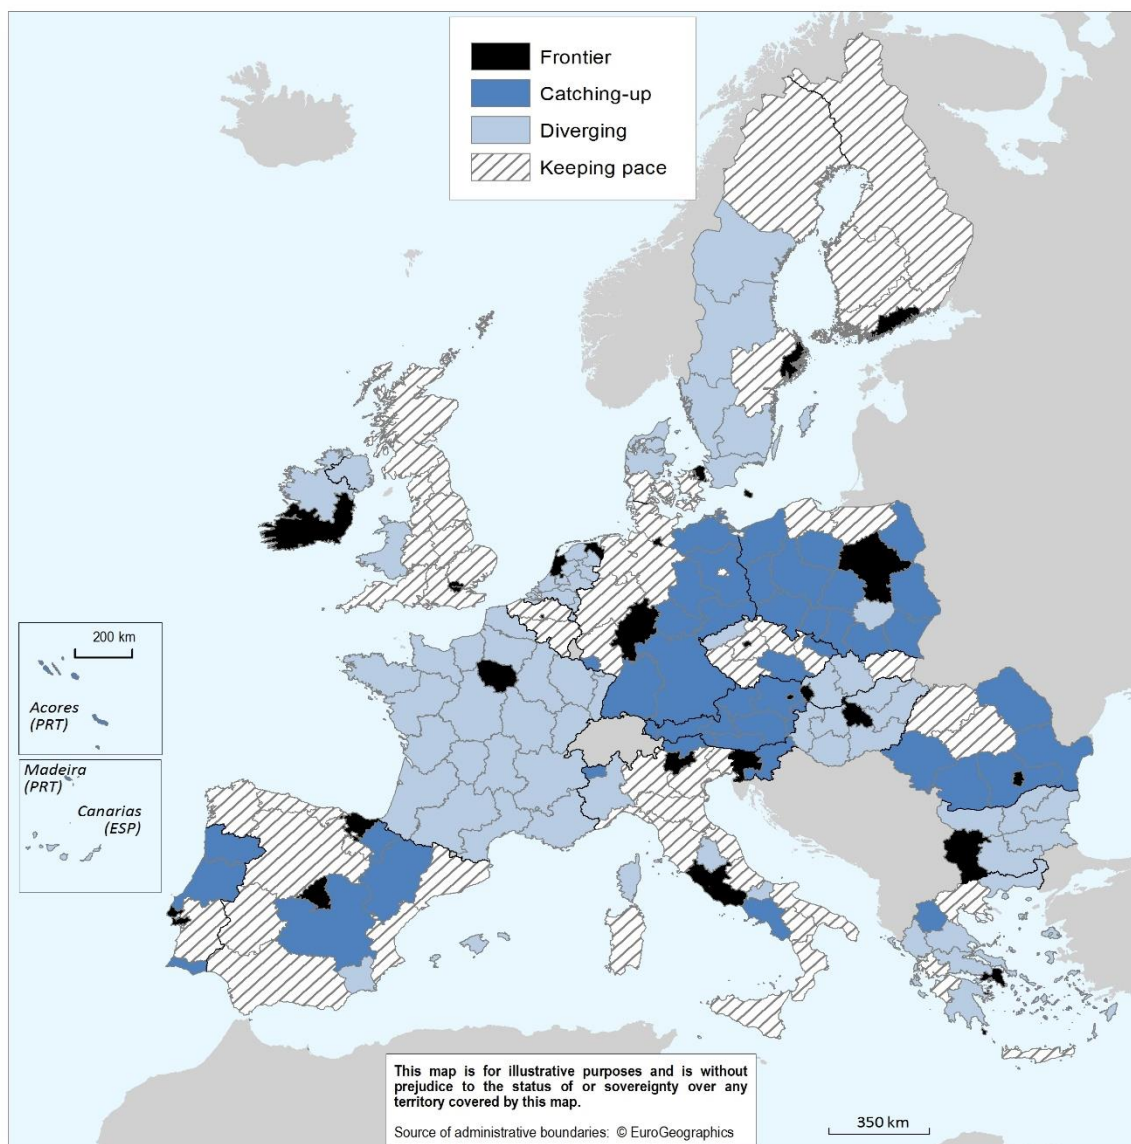 Frontier
Catching-up
Diverging
Keeping pace
200 km
Acores
(PRT)
Madeira
(PRT)
Canarias
(ESP)
This map is for illustrative purposes and is without
prejudice to the status of or sovereignty over any
territory covered by this map.
Source of administrative boundaries: © EuroGeographics
350 km